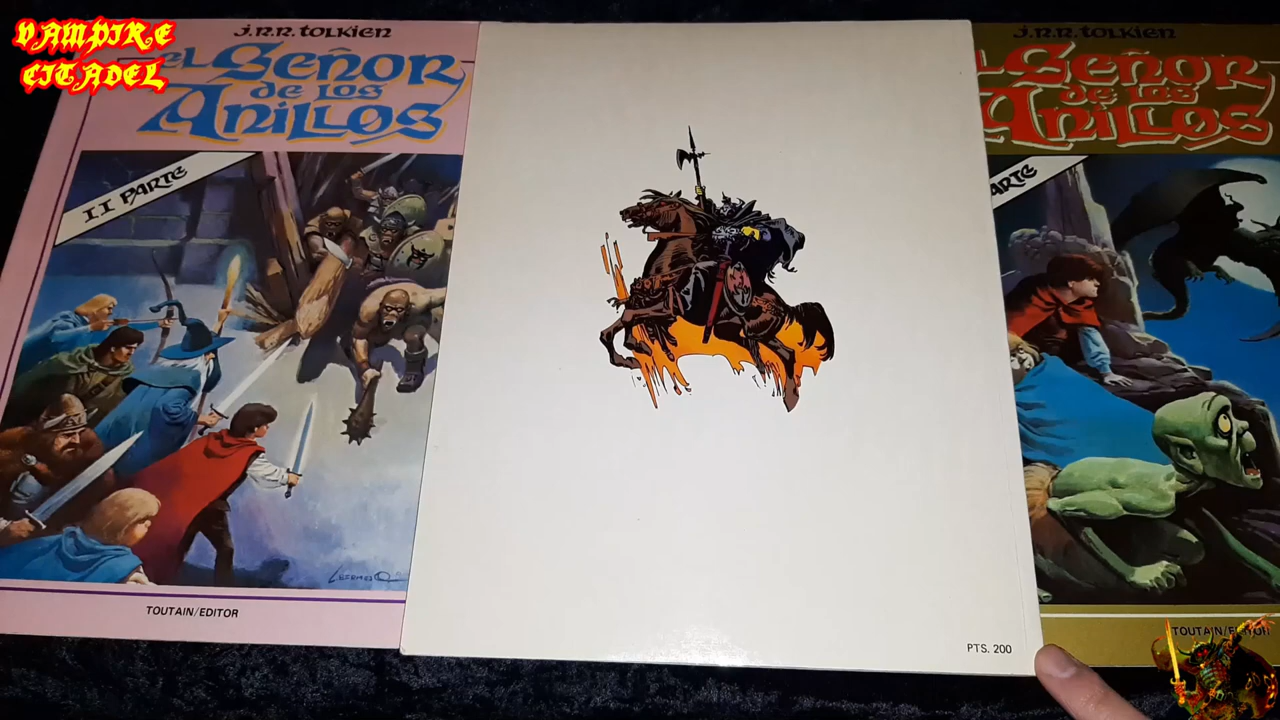 VAMPIRE
CITADEL
J.R.R. TOLKIEN
EL SEÑOR
DE LOS
ANILLOS
II PARTE
LBERMEJO
TOUTAIN/EDITOR
PTS. 200
J.R.R. TOLKIEN
EL SEÑOR
DE LOS
ANILLOS
PARTE
TOUTAIN/EDITOR